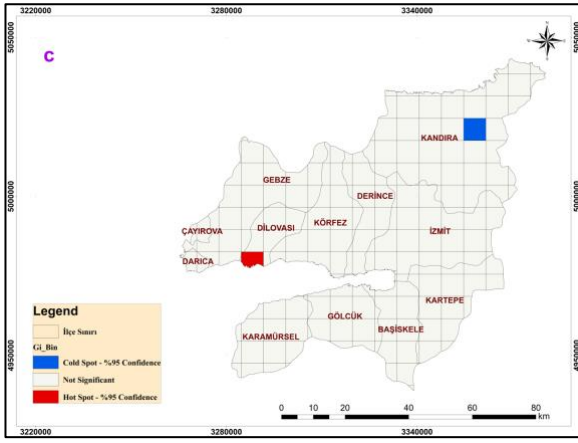 3220000 3280000 3340000
5050000 5050000
C
N
KANDIRA
GEBZE
DERİNCE
5000000 5000000
DİLOVASI KÖRFEZ
ÇAYIROVA İZMİT
DARICA
KARTEPE
GÖLCÜK
BAŞİSKELE
KARAMÜRSEL
Legend
İlçe Sınırı
Gi_Bin
Cold Spot - %95 Confidence
Not Significant
Hot Spot - %95 Confidence
4950000 4950000
0 5 10 20 30 40 60 80
km
3220000 3280000 3340000